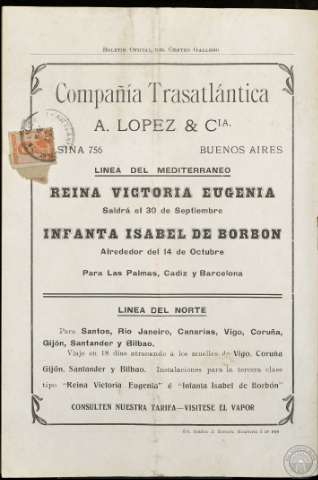 BOLETIN OFICIAL DEL CENTRO GALLEGO
Compañía Trasatlántica
A. LOPEZ & CIA.
SINA 756 BUENOS AIRES
LINEA DEL MEDITERRANEO
REINA VICTORIA EUGENIA
Saldrá el 30 de Septiembre
INFANTA ISABEL DE BORBON
Alrededor del 14 de Octubre
Para Las Palmas, Cadiz y Barcelona
LINEA DEL NORTE
Para Santos, Rio Janeiro, Canarias, Vigo, Coruña,
Gijón, Santander y Bilbao.
Viaje en 18 días atracando á los muelles de Vigo, Coruña
Gijón, Santander y Bilbao. Instalaciones para la tercera clase
tipo "Reina Victoria Eugenia" é "Infanta Isabel de Borbón"
CONSULTEN NUESTRA TARIFA—VISITESE EL VAPOR